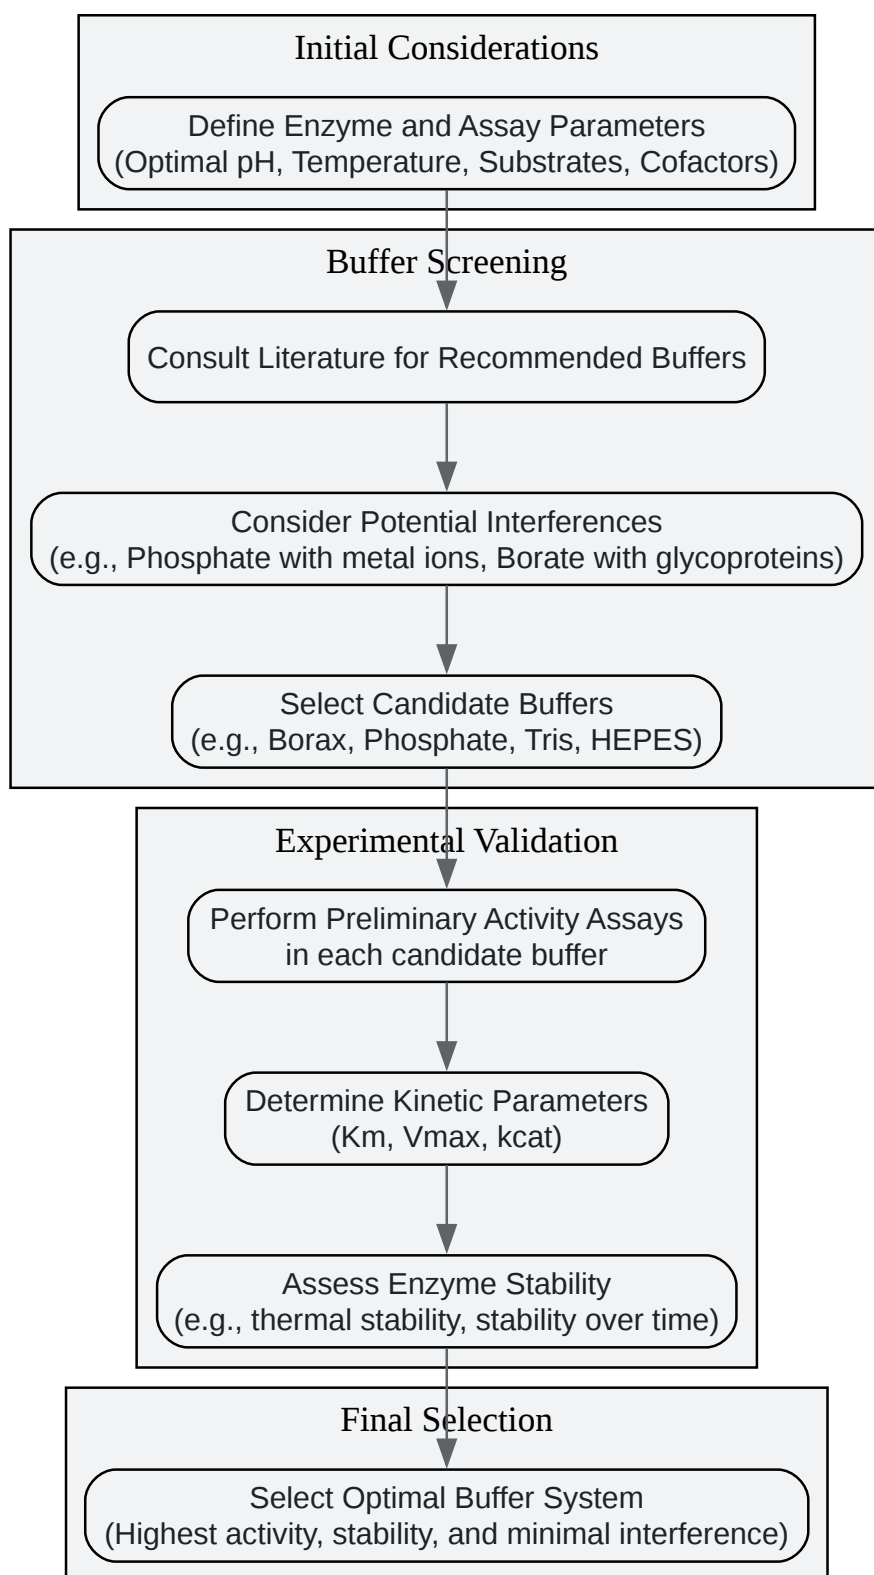 Initial Considerations
Define Enzyme and Assay Parameters
(Optimal pH, Temperature, Substrates, Cofactors)
Buffer Screening
Consult Literature for Recommended Buffers
Consider Potential Interferences
(e.g., Phosphate with metal ions, Borate with glycoproteins)
Select Candidate Buffers
(e.g., Borax, Phosphate, Tris, HEPES)
Experimental Validation
Perform Preliminary Activity Assays
in each candidate buffer
Determine Kinetic Parameters
(Km, Vmax, kcat)
Assess Enzyme Stability
(e.g., thermal stability, stability over time)
Final Selection
Select Optimal Buffer System
(Highest activity, stability, and minimal interference)